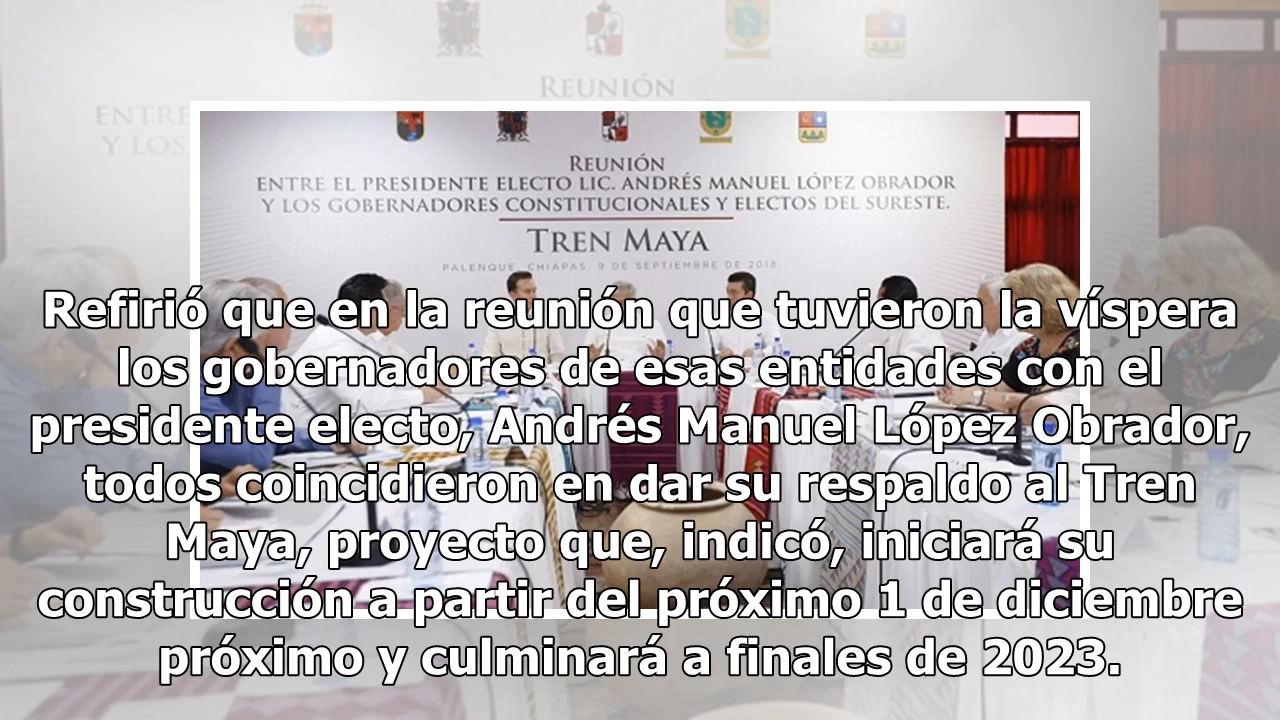 REUNIÓN
ENTRE
Y LOS
REUNIÓN
ENTRE EL PRESIDENTE ELECTO LIC. ANDRÉS MANUEL LÓPEZ OBRADOR
Y LOS GOBERNADORES CONSTITUCIONALES Y ELECTOS DEL SURESTE.
TREN MAYA
PALENQUE, CHIAPAS, 9 DE SEPTIEMBRE DE 2018.
Refirió que en la reunión que tuvieron la víspera
los gobernadores de esas entidades con el
presidente electo, Andrés Manuel López Obrador,
todos coincidieron en dar su respaldo al Tren
Maya, proyecto que, indicó, iniciará su
construcción a partir del próximo 1 de diciembre
próximo y culminará a finales de 2023.